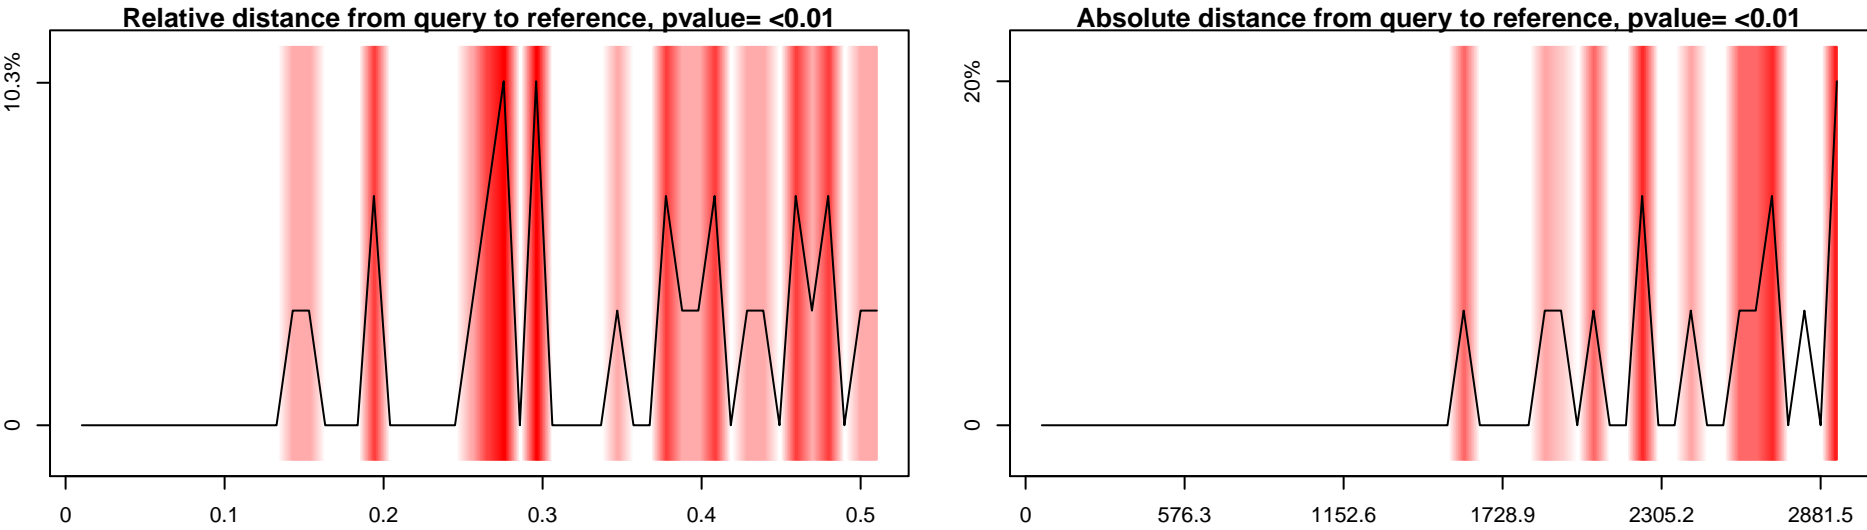 Relative distance from query to reference, pvalue= <0.01
10.3%
0
0 0.1 0.2 0.3 0.4 0.5
Absolute distance from query to reference, pvalue= <0.01
20%
0
0 576.3 1152.6 1728.9 2305.2 2881.5